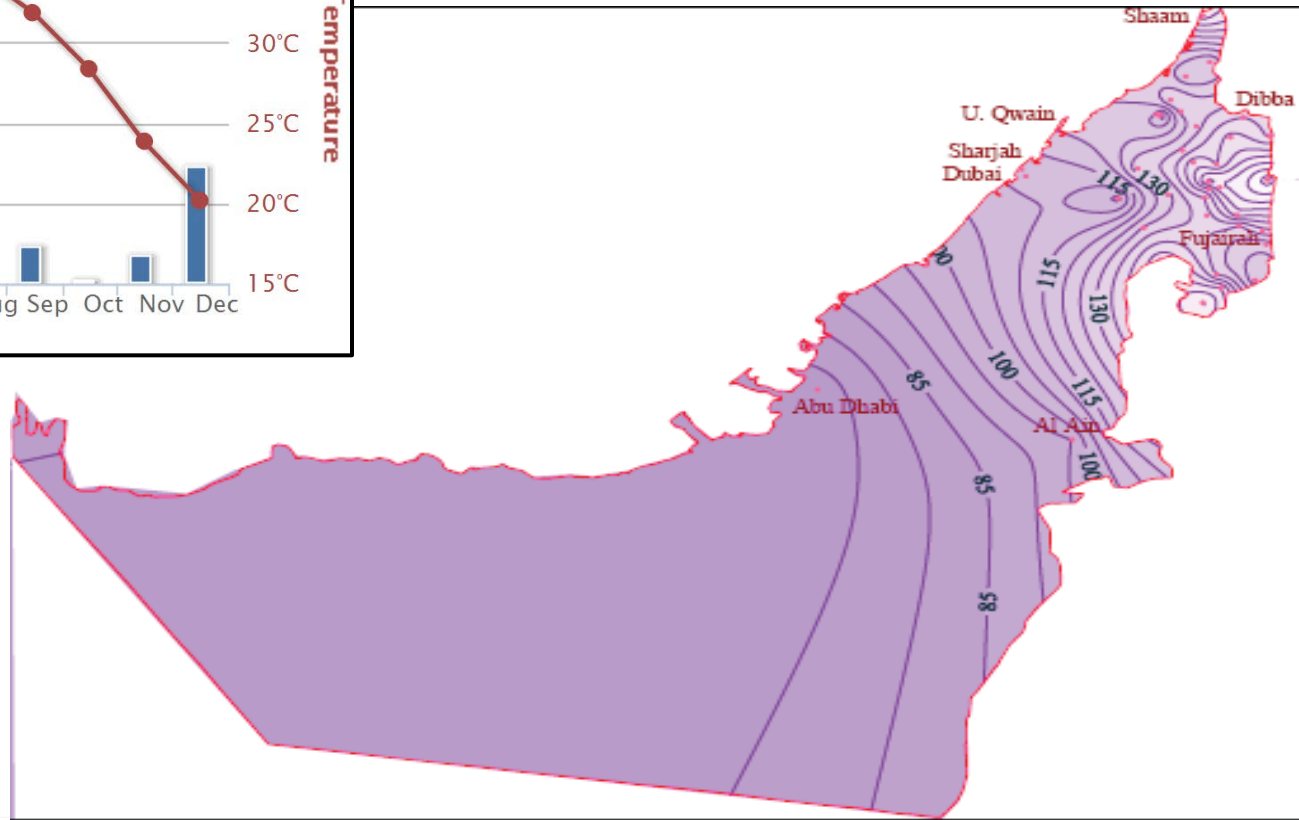 30°C
25°C
20°C
15°C
Temperature
Sep Oct Nov Dec
Shaam
Dibba
U. Qwain
Sharjah
Dubai
115
130
Fujairah
115
130
100
85
115
Abu Dhabi
Al Ain
100
85
85